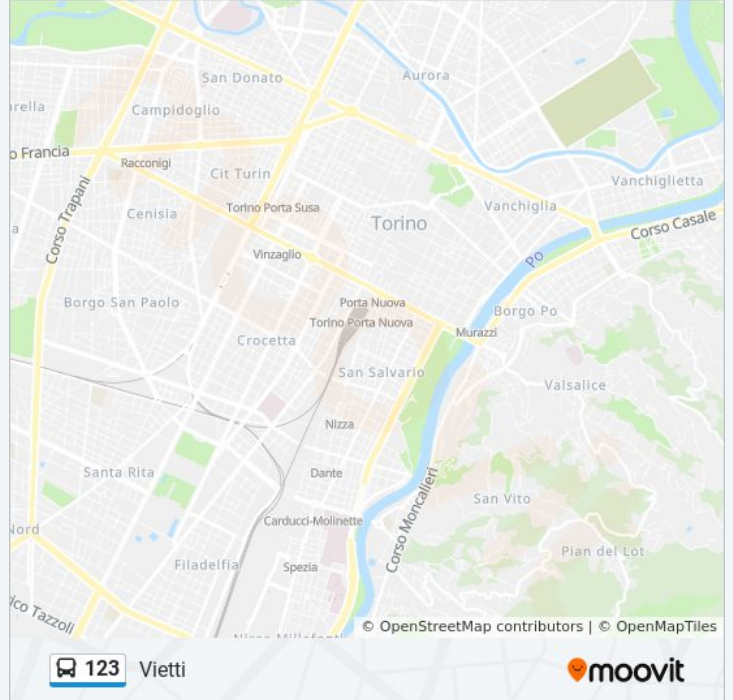 San Donato
Aurora
arella
Campidoglio
o Francia
Racconigi
Cit Turin
Vanchiglietta
Corso Trapani
Cenisia
Torino Porta Susa
Vanchiglia
Torino
Corso Casale
a
Vinzaglio
Po
Borgo San Paolo
Porta Nuova
Borgo Po
Torino Porta Nuova
Murazzi
Crocetta
San Salvario
Valsalice
Nizza
Santa Rita
Dante
San Vito
Corso Moncalieri
Nord
Carducci-Molinette
Pian del Lot
Filadelfia
Spezia
ico Tazzoli
© OpenStreetMap contributors | © OpenMapTiles
123 Vietti
moovit